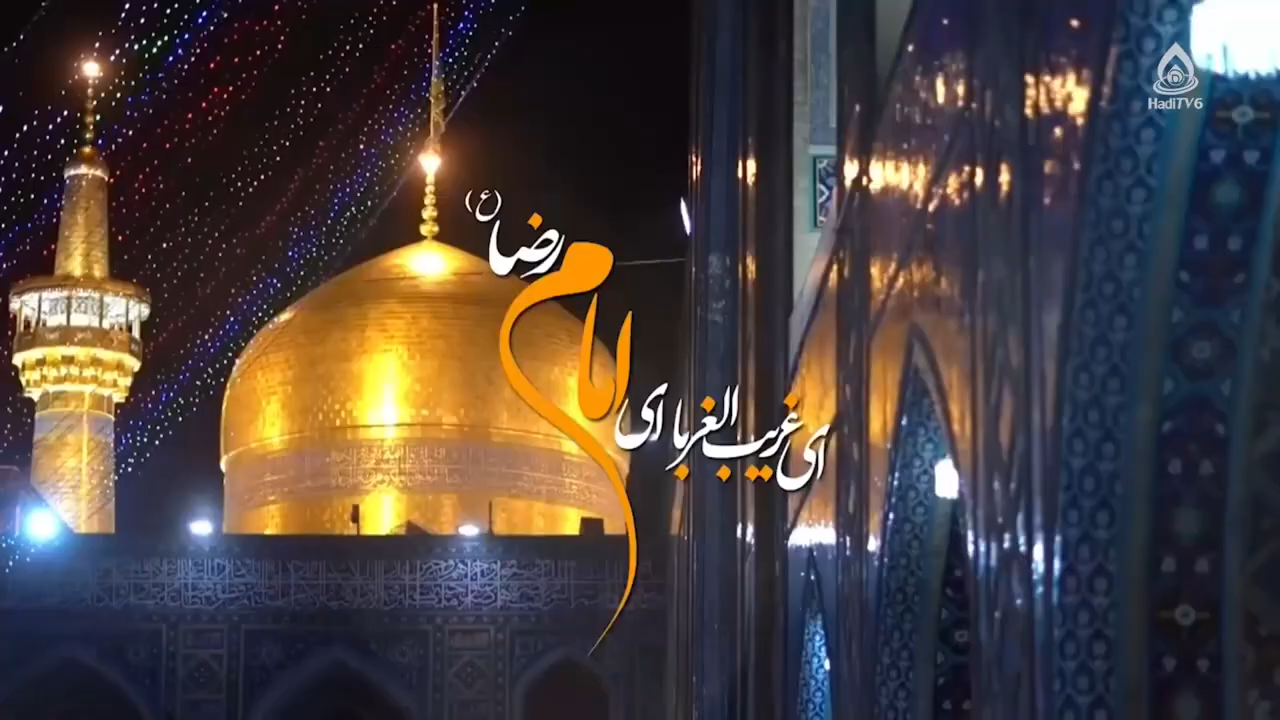 HadiTV6
ای غریب الغربا ای
امام رضا (ع)